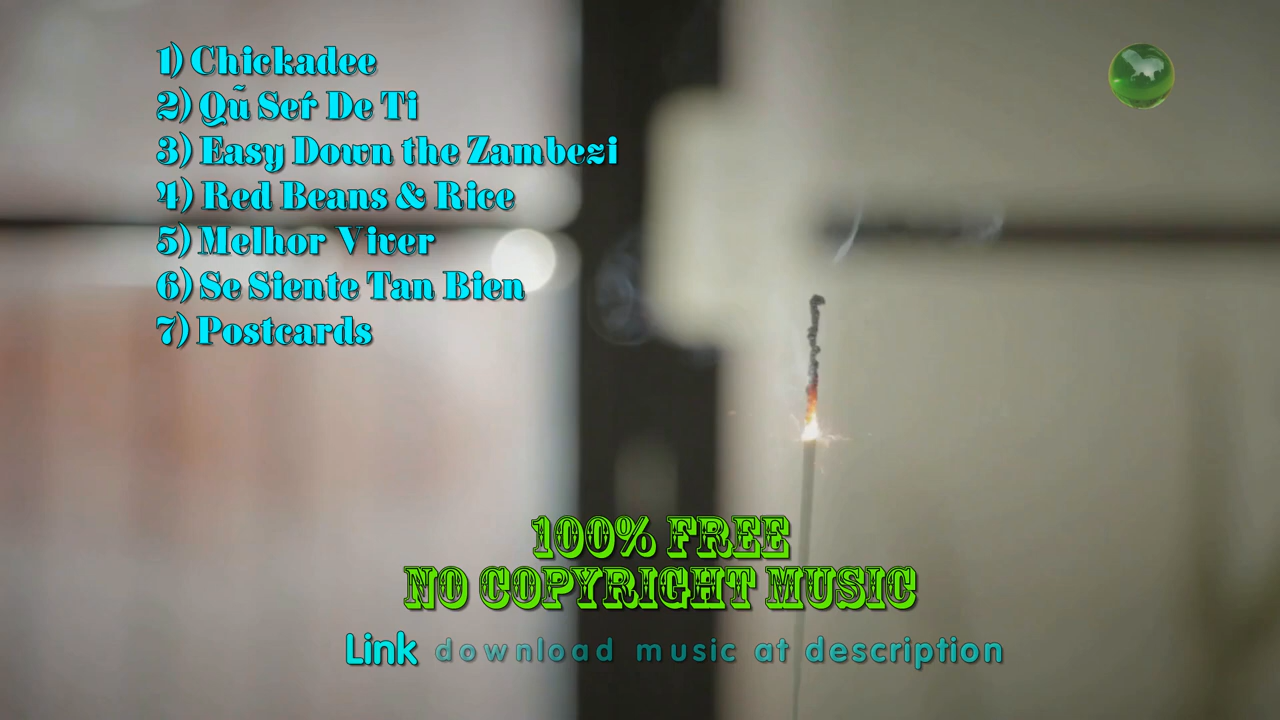 1) Chickadee
2) Qũ Seŕ De Ti
3) Easy Down the Zambezi
4) Red Beans & Rice
5) Melhor Viver
6) Se Siente Tan Bien
7) Postcards
100% FREE
NO COPYRIGHT MUSIC
Link download music at description